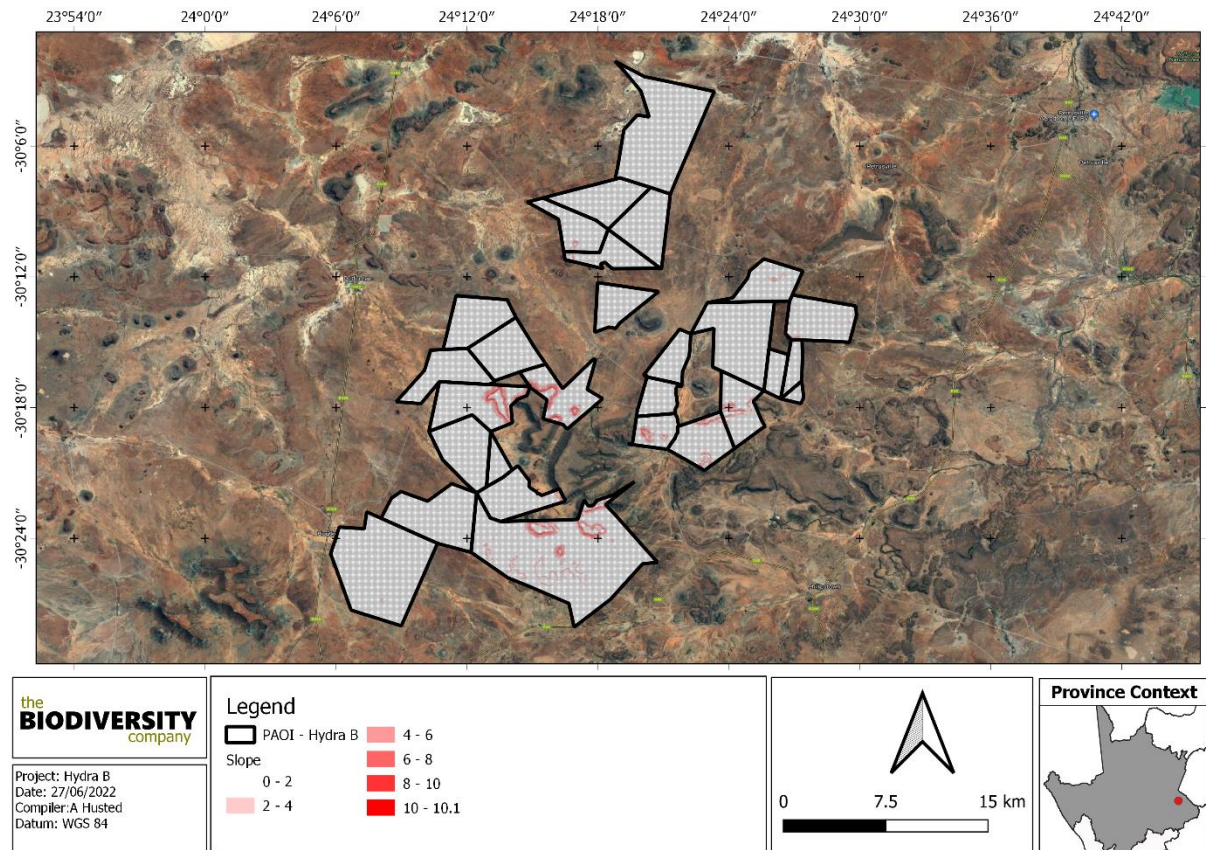 23°54′0″ 24°0′0″ 24°6′0″ 24°12′0″ 24°18′0″ 24°24′0″ 24°30′0″ 24°36′0″ 24°42′0″
-30°6′0″
-30°12′0″
-30°18′0″
-30°24′0″
Petrusville
the
BIODIVERSITY
company
Project: Hydra B
Date: 27/06/2022
Compiler:A Husted
Datum: WGS 84
Legend
PAOI - Hydra B
Slope
0 - 2
2 - 4
4 - 6
6 - 8
8 - 10
10 - 10.1
0 7.5 15 km
Province Context